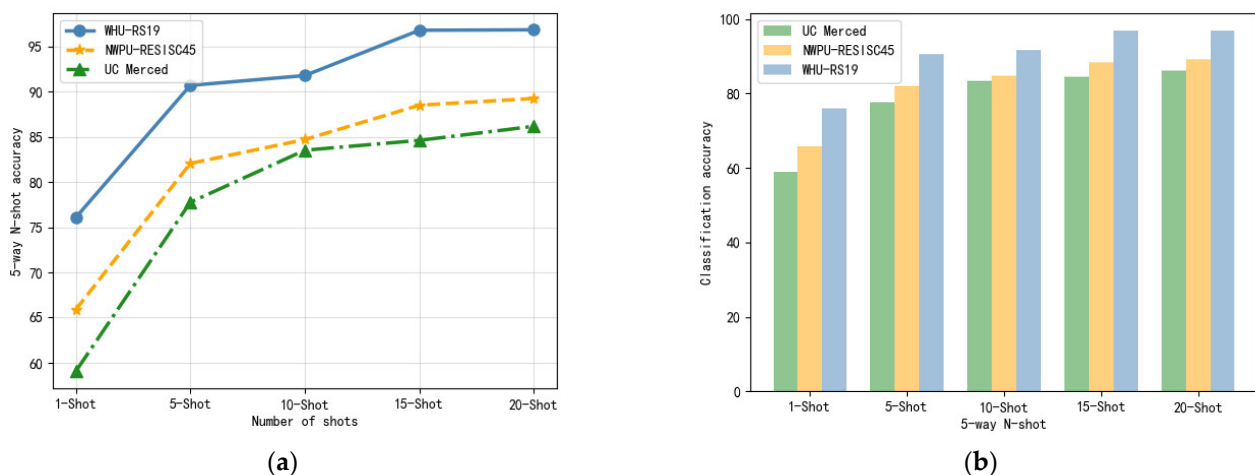 WHU-RS19
NWPU-RESISC45
UC Merced
95
90
85
80
75
70
65
60
5-way N-shot accuracy
1-Shot
5-Shot
10-Shot
15-Shot
20-Shot
Number of shots
(a)
UC Merced
NWPU-RESISC45
WHU-RS19
100
80
60
40
20
0
Classification accuracy
1-Shot
5-Shot
10-Shot
15-Shot
20-Shot
5-way N-shot
(b)